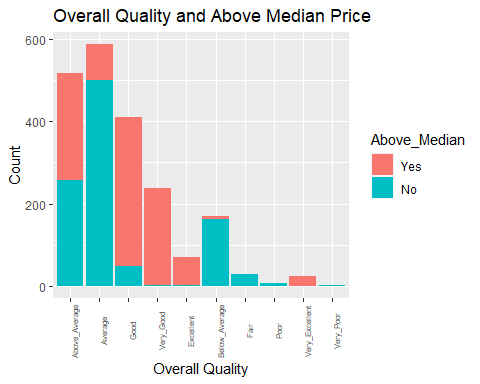 Overall Quality and Above Median Price
600
400
200
0
Count
Above_Average
Average
Good
Very_Good
Excellent
Below_Average
Fair
Poor
Very_Excellent
Very_Poor
Overall Quality
Above_Median
Yes
No